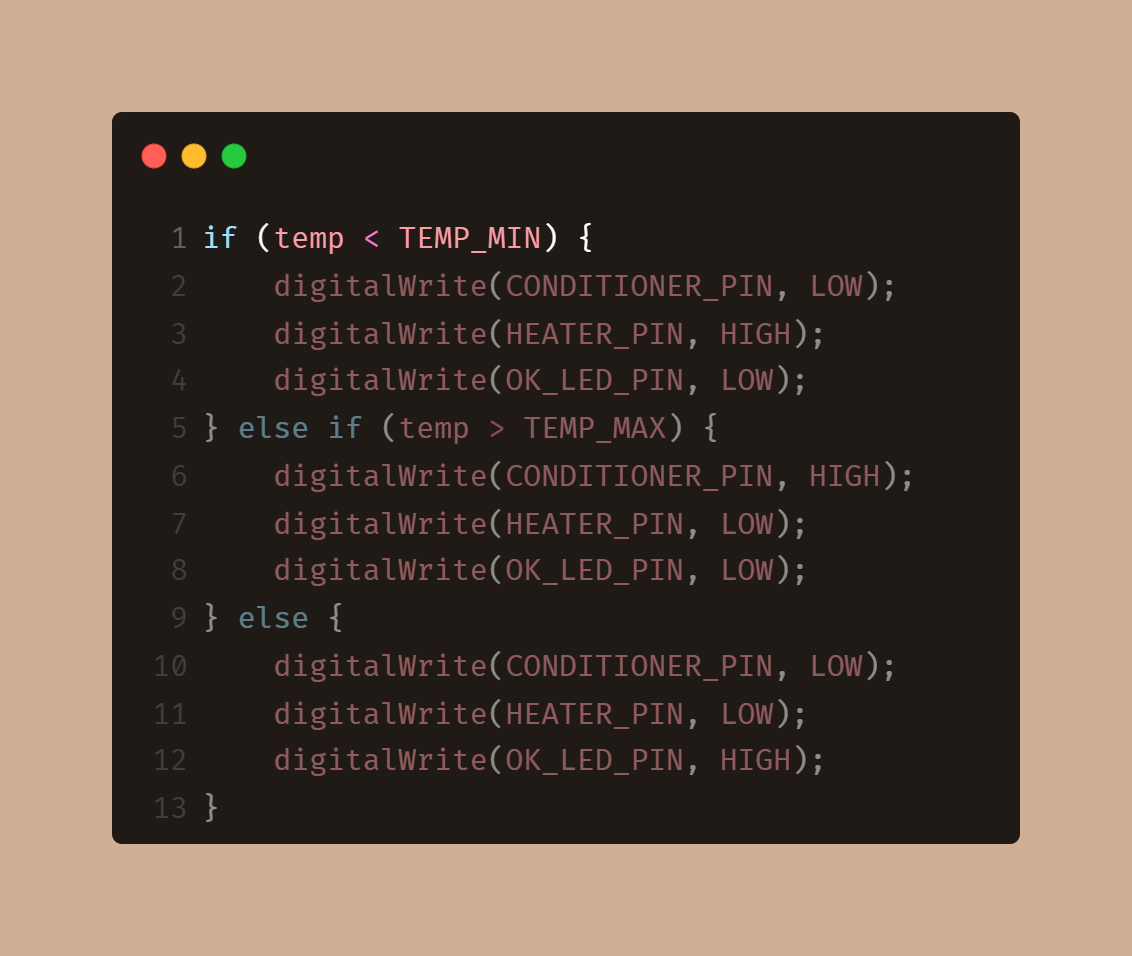 1 if (temp < TEMP_MIN) {
2     digitalWrite(CONDITIONER_PIN, LOW);
3     digitalWrite(HEATER_PIN, HIGH);
4     digitalWrite(OK_LED_PIN, LOW);
5 } else if (temp > TEMP_MAX) {
6     digitalWrite(CONDITIONER_PIN, HIGH);
7     digitalWrite(HEATER_PIN, LOW);
8     digitalWrite(OK_LED_PIN, LOW);
9 } else {
10     digitalWrite(CONDITIONER_PIN, LOW);
11     digitalWrite(HEATER_PIN, LOW);
12     digitalWrite(OK_LED_PIN, HIGH);
13 }